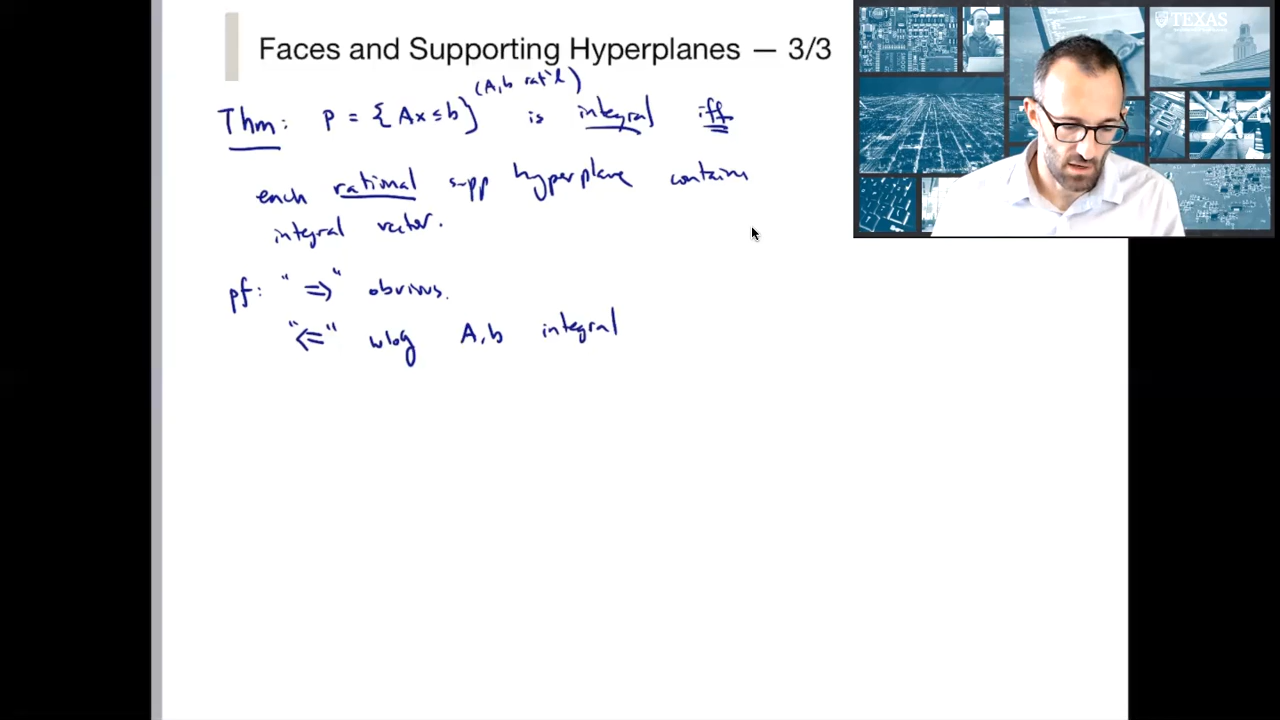 Faces and Supporting Hyperplanes — 3/3
(A,b rat'l)
Thm: P = {Ax ≤ b} is integral iff
each rational supp hyperplane contains
integral vector.
pf: "⇒" obvious.
"⇐" wlog A,b integral
TEXAS